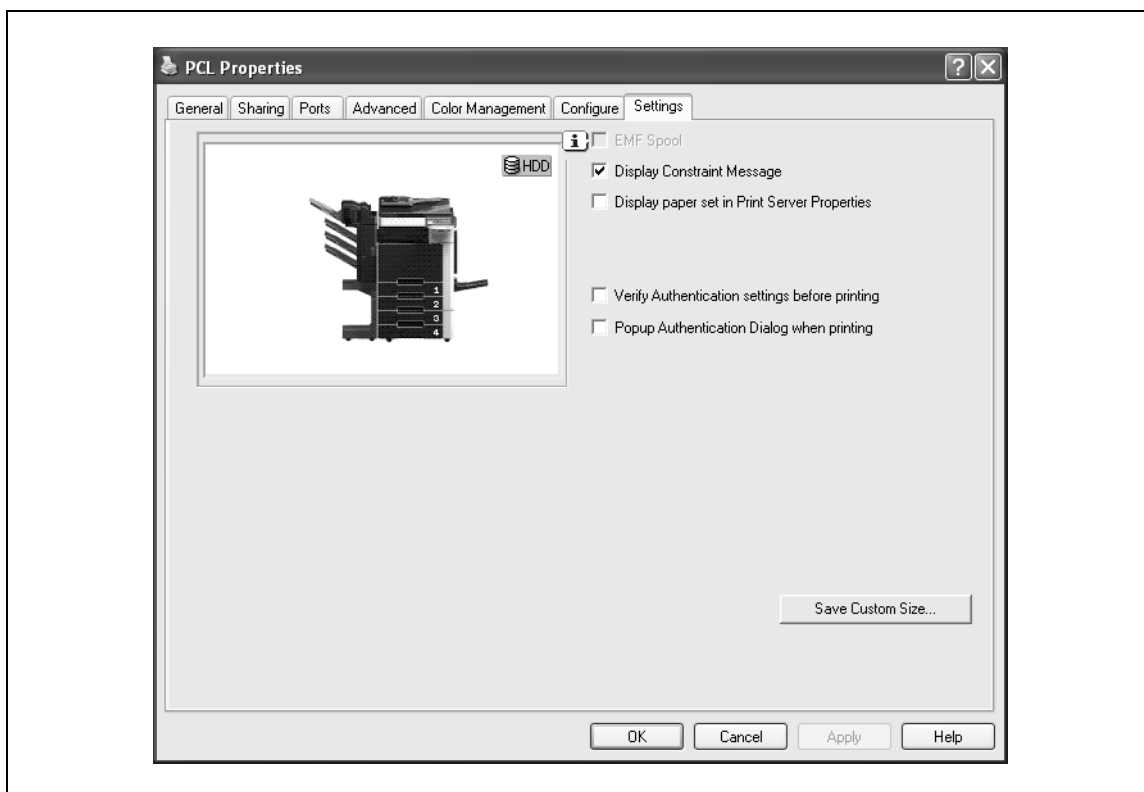 PCL Properties
General Sharing Ports Advanced Color Management Configure Settings
HDD
1
2
3
4
EMF Spool
Display Constraint Message
Display paper set in Print Server Properties
Verify Authentication settings before printing
Popup Authentication Dialog when printing
Save Custom Size...
OK Cancel Apply Help